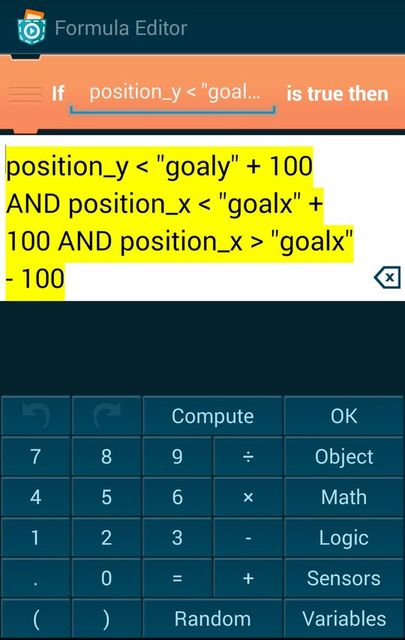 Formula Editor
If position_y < "goal... is true then
position_y < "goaly" + 100
AND position_x < "goalx" +
100 AND position_x > "goalx"
- 100
Compute OK
7 8 9 ÷ Object
4 5 6 × Math
1 2 3 - Logic
. 0 = + Sensors
( ) Random Variables